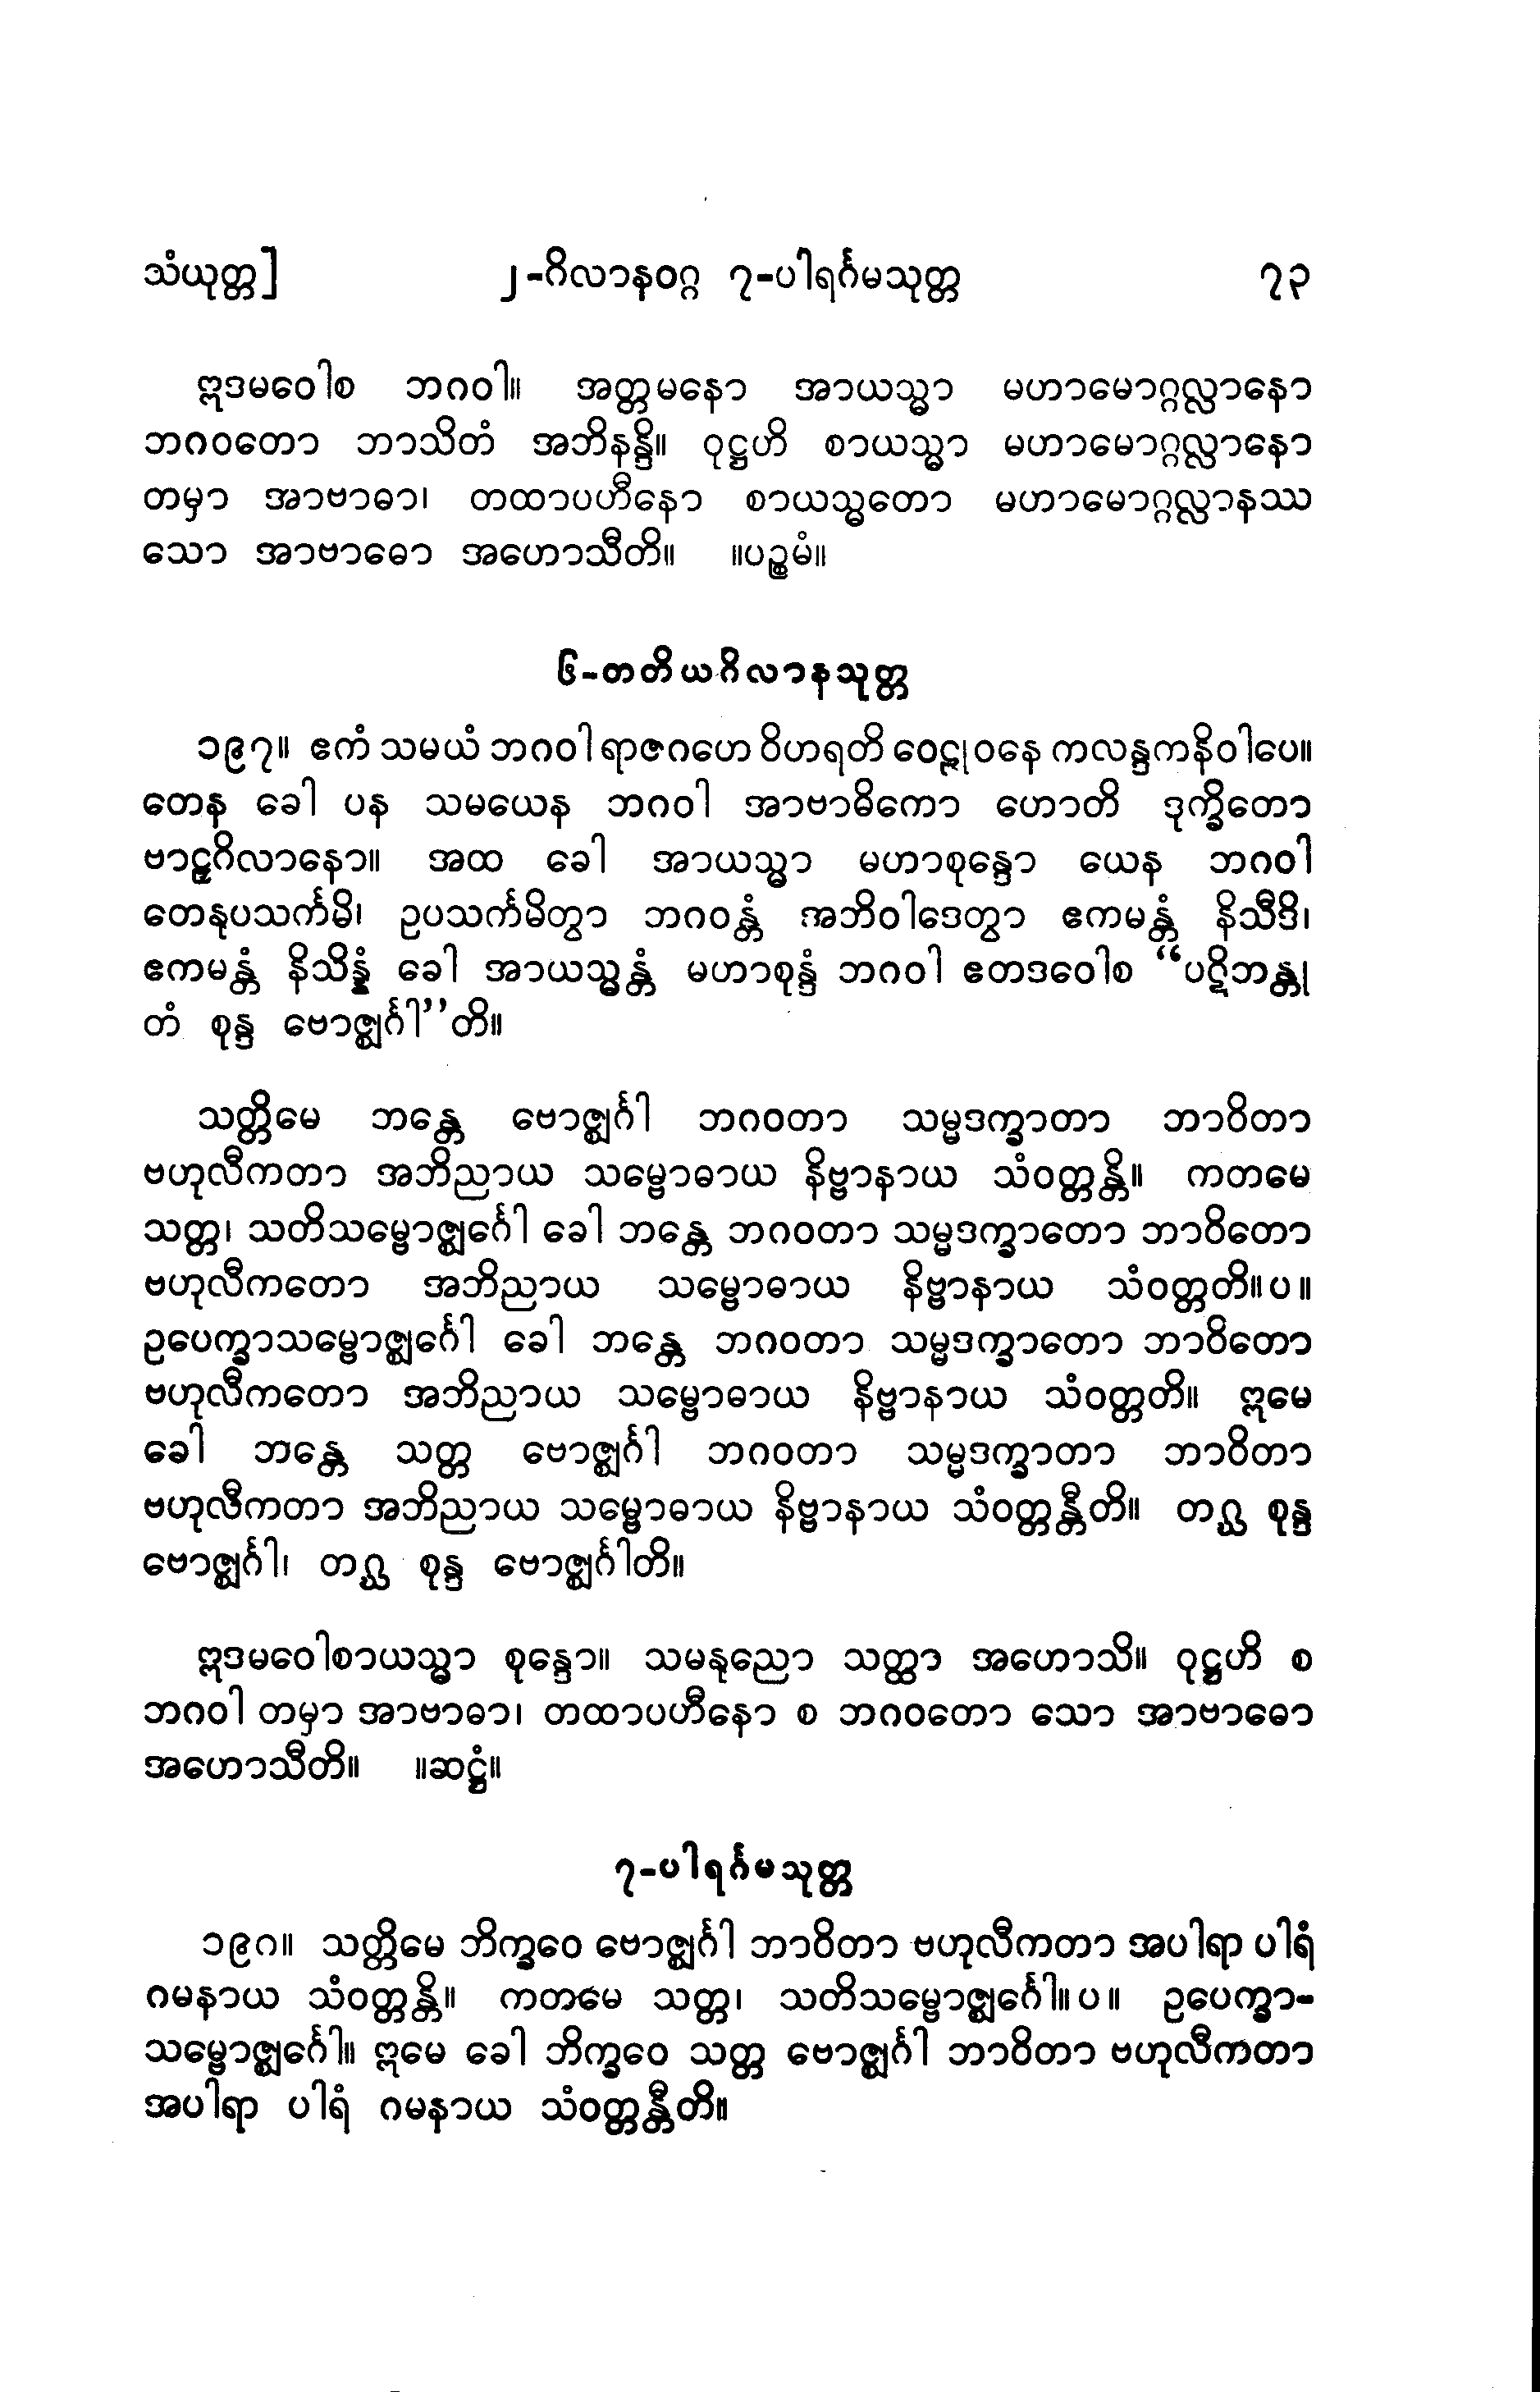 သံယုတ္တ] ၂-ဂိလာနဝဂ္ဂ ၇-ပါရင်္ဂမသုတ္တ ၇၃
ဣဒမဝေါစ ဘဂဝါ။ အတ္တမနော အာယသ္မာ မဟာမောဂ္ဂလ္လာနော
ဘဂဝတော ဘာသိတံ အဘိနန္ဒိ။ ဝုဋ္ဌဟိ စာယသ္မာ မဟာမောဂ္ဂလ္လာနော
တမှာ အာဗာဓာ၊ တထာပဟီနော စာယသ္မတော မဟာမောဂ္ဂလ္လာနဿ
သော အာဗာဓော အဟောသီတိ။ ။ပဉ္စမံ။
၆-တတိယဂိလာနသုတ္တ
၁၉၇။ ဧကံ သမယံ ဘဂဝါ ရာဇဂဟေ ဝိဟရတိ ဝေဠုဝနေ ကလန္ဒကနိဝါပေ။
တေန ခေါ ပန သမယေန ဘဂဝါ အာဗာဓိကော ဟောတိ ဒုက္ခိတော
ဗာဠှဂိလာနော။ အထ ခေါ အာယသ္မာ မဟာစုန္ဒော ယေန ဘဂဝါ
တေနုပသင်္ကမိ၊ ဥပသင်္ကမိတွာ ဘဂဝန္တံ အဘိဝါဒေတွာ ဧကမန္တံ နိသီဒိ၊
ဧကမန္တံ နိသိန္နံ ခေါ အာယသ္မန္တံ မဟာစုန္ဒံ ဘဂဝါ ဧတဒဝေါစ “ပဋိဘန္တု
တံ စုန္ဒ ဗောဇ္ဈင်္ဂါ”တိ။
သတ္တိမေ ဘန္တေ ဗောဇ္ဈင်္ဂါ ဘဂဝတာ သမ္မဒက္ခာတာ ဘာဝိတာ
ဗဟုလီကတာ အဘိညာယ သမ္ဗောဓာယ နိဗ္ဗာနာယ သံဝတ္တန္တိ။ ကတမေ
သတ္တ၊ သတိသမ္ဗောဇ္ဈင်္ဂေါ ခေါ ဘန္တေ ဘဂဝတာ သမ္မဒက္ခာတော ဘာဝိတော
ဗဟုလီကတော အဘိညာယ သမ္ဗောဓာယ နိဗ္ဗာနာယ သံဝတ္တတိ။ပ။
ဥပေက္ခာသမ္ဗောဇ္ဈင်္ဂေါ ခေါ ဘန္တေ ဘဂဝတာ သမ္မဒက္ခာတော ဘာဝိတော
ဗဟုလီကတော အဘိညာယ သမ္ဗောဓာယ နိဗ္ဗာနာယ သံဝတ္တတိ။ ဣမေ
ခေါ ဘန္တေ သတ္တ ဗောဇ္ဈင်္ဂါ ဘဂဝတာ သမ္မဒက္ခာတာ ဘာဝိတာ
ဗဟုလီကတာ အဘိညာယ သမ္ဗောဓာယ နိဗ္ဗာနာယ သံဝတ္တန္တီတိ။ တဂ္ဃ စုန္ဒ
ဗောဇ္ဈင်္ဂါ၊ တဂ္ဃ စုန္ဒ ဗောဇ္ဈင်္ဂါတိ။
ဣဒမဝေါစာယသ္မာ စုန္ဒော။ သမနုညော သတ္ထာ အဟောသိ။ ဝုဋ္ဌဟိ စ
ဘဂဝါ တမှာ အာဗာဓာ၊ တထာပဟီနော စ ဘဂဝတော သော အာဗာဓော
အဟောသီတိ။ ။ဆဋ္ဌံ။
၇-ပါရင်္ဂမသုတ္တ
၁၉၈။ သတ္တိမေ ဘိက္ခဝေ ဗောဇ္ဈင်္ဂါ ဘာဝိတာ ဗဟုလီကတာ အပါရာ ပါရံ
ဂမနာယ သံဝတ္တန္တိ။ ကတမေ သတ္တ၊ သတိသမ္ဗောဇ္ဈင်္ဂေါ။ပ။ ဥပေက္ခာ-
သမ္ဗောဇ္ဈင်္ဂေါ။ ဣမေ ခေါ ဘိက္ခဝေ သတ္တ ဗောဇ္ဈင်္ဂါ ဘာဝိတာ ဗဟုလီကတာ
အပါရာ ပါရံ ဂမနာယ သံဝတ္တန္တီတိ။